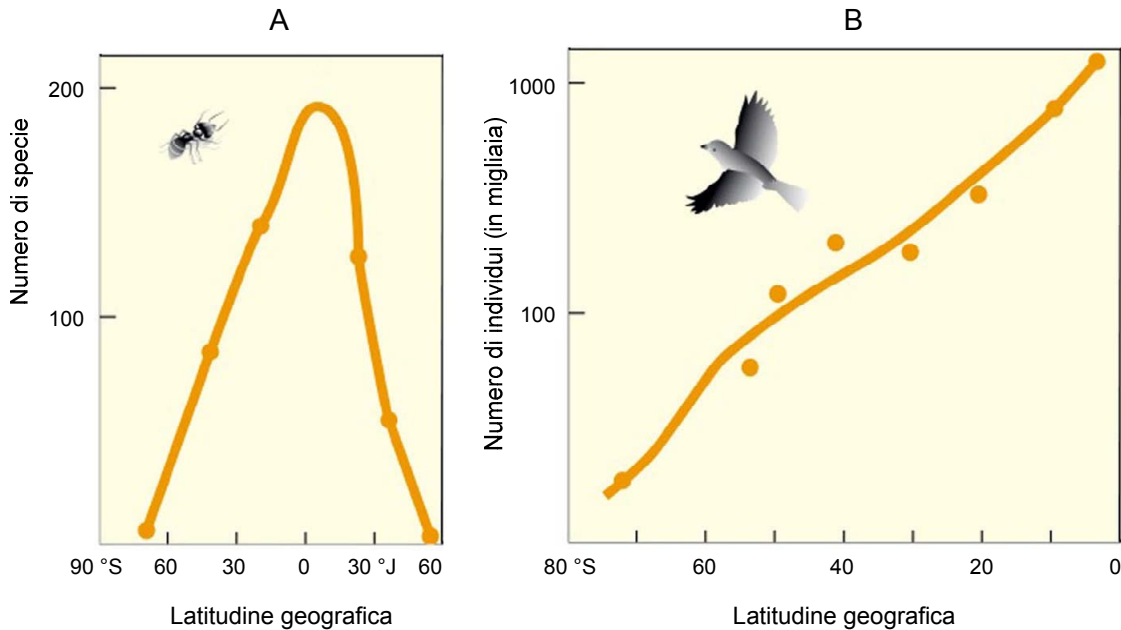 A
Numero di specie
200
100
90 °S 60 30 0 30 °J 60
Latitudine geografica
B
Numero di individui (in migliaia)
1000
100
80 °S 60 40 20 0
Latitudine geografica